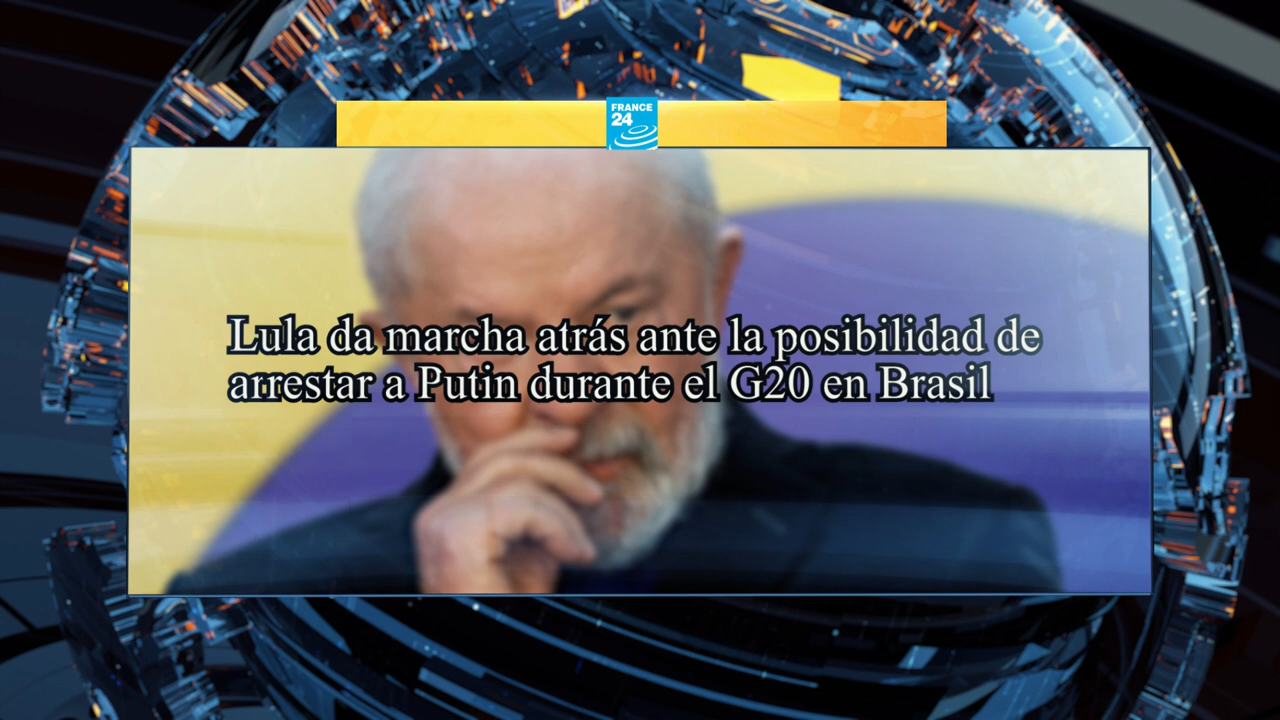 FRANCE
24
Lula da marcha atrás ante la posibilidad de
arrestar a Putin durante el G20 en Brasil